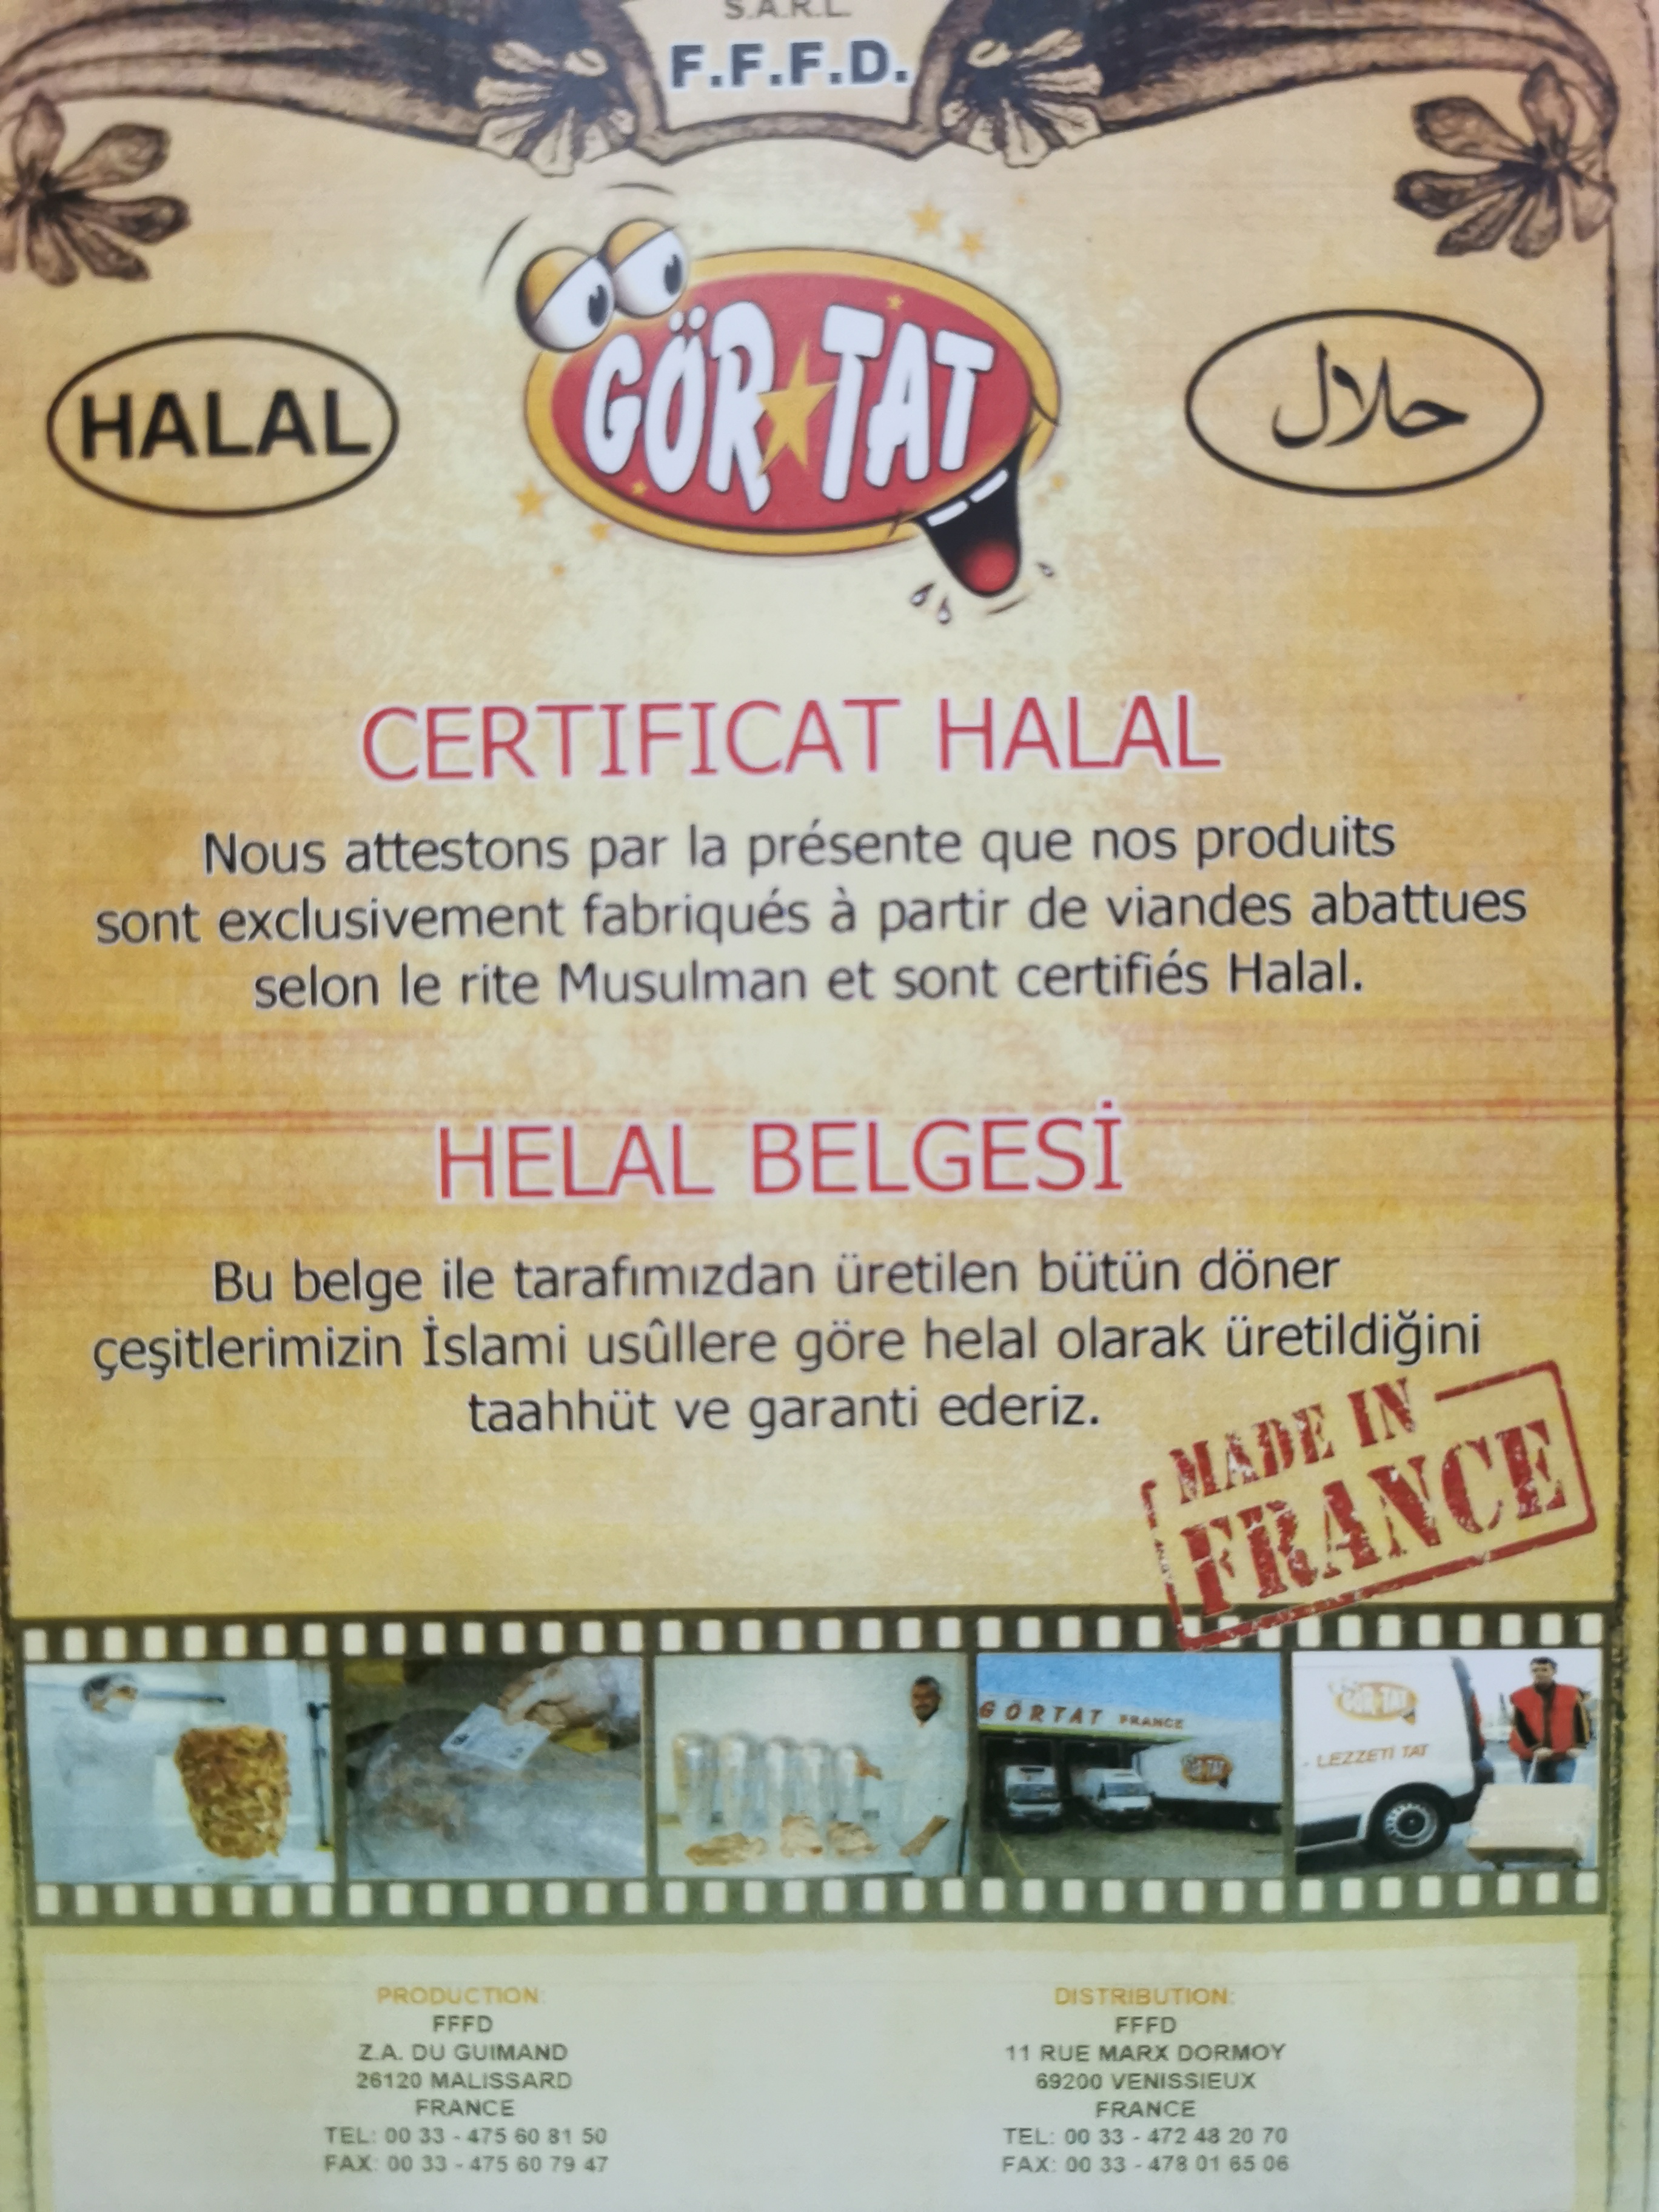 S.A.R.L.
F.F.F.D.
GÖR TAT
HALAL
حلال
CERTIFICAT HALAL
Nous attestons par la présente que nos produits
sont exclusivement fabriqués à partir de viandes abattues
selon le rite Musulman et sont certifiés Halal.
HELAL BELGESİ
Bu belge ile tarafımızdan üretilen bütün döner
çeşitlerimizin İslami usûllere göre helal olarak üretildiğini
taahhüt ve garanti ederiz.
MADE IN
FRANCE
GÖRTAT FRANCE
GÖR TAT
GÖR TAT
LEZZETİ TAT
PRODUCTION:
FFFD
Z.A. DU GUIMAND
26120 MALISSARD
FRANCE
TEL: 00 33 - 475 60 81 50
FAX: 00 33 - 475 60 79 47
DISTRIBUTION:
FFFD
11 RUE MARX DORMOY
69200 VENISSIEUX
FRANCE
TEL: 00 33 - 472 48 20 70
FAX: 00 33 - 478 01 65 06